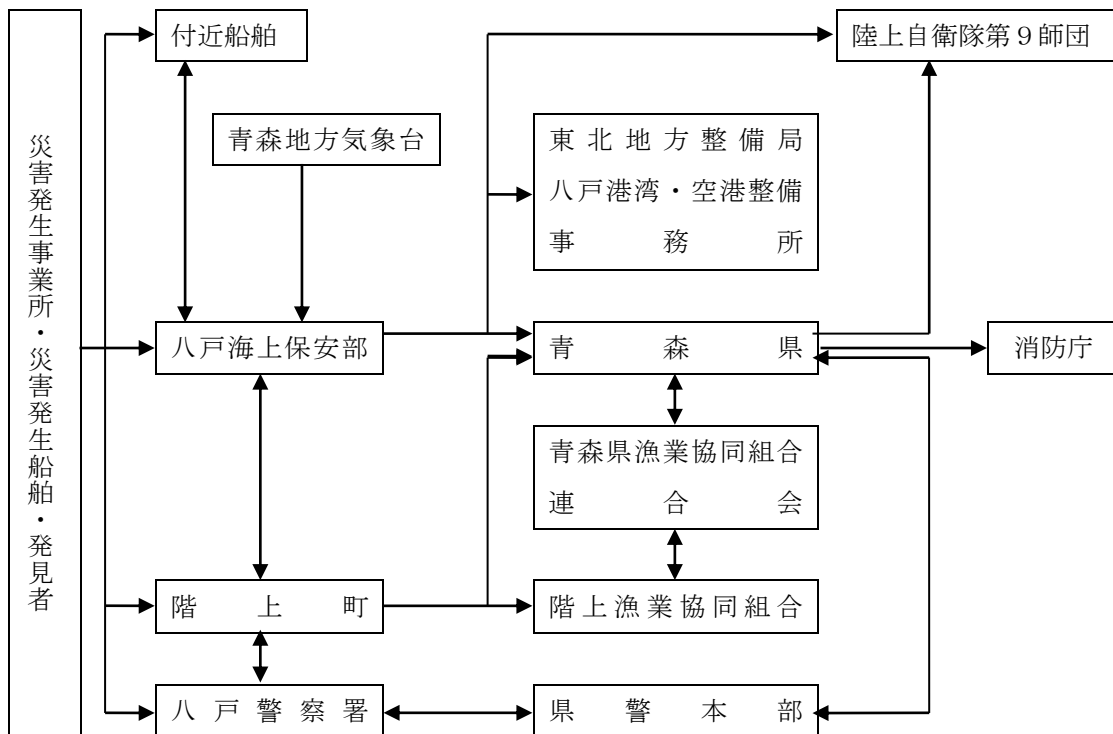 付近船舶
陸上自衛隊第9師団
青森地方気象台
東北地方整備局
八戸港湾・空港整備
事務所
災害発生事業所・災害発生船舶・発見者
八戸海上保安部
青森県
消防庁
青森県漁業協同組合
連合会
階上町
階上漁業協同組合
八戸警察署
県警本部